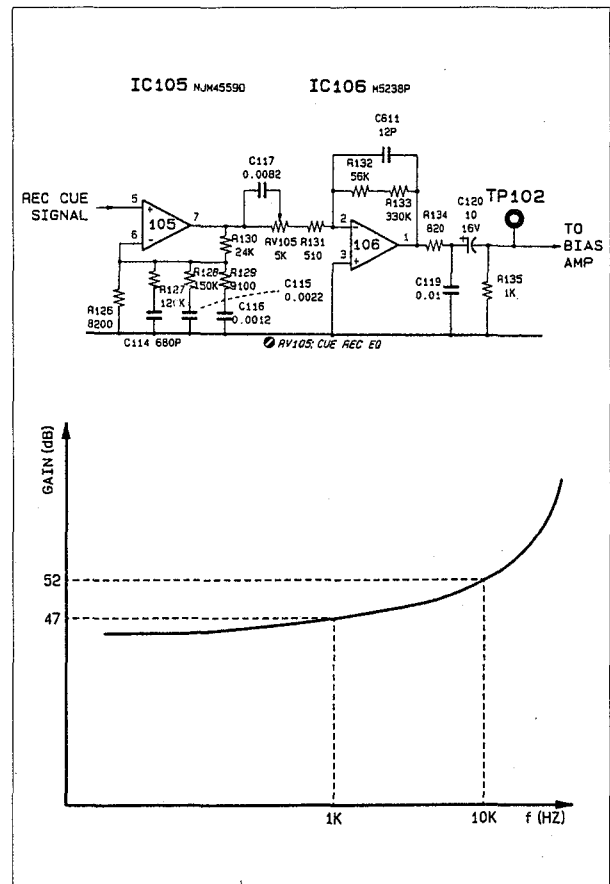 IC105 NJM4559D
IC106 M5238P
C611
12P
C117
0.0082
R132
56K
R133
330K
R134
820
C120
10
16V
TP102
REC CUE
SIGNAL
5
+
105
7
6
-
R130
24K
RV105
5K
R131
510
2
-
106
1
3
+
TO
BIAS
AMP
C119
0.01
R135
1K
R126
8200
R127
120K
R128
150K
R129
9100
C115
0.0022
C116
0.0012
C114 680P
RV105; CUE REC EQ
GAIN (dB)
52
47
1K
10K
f (HZ)